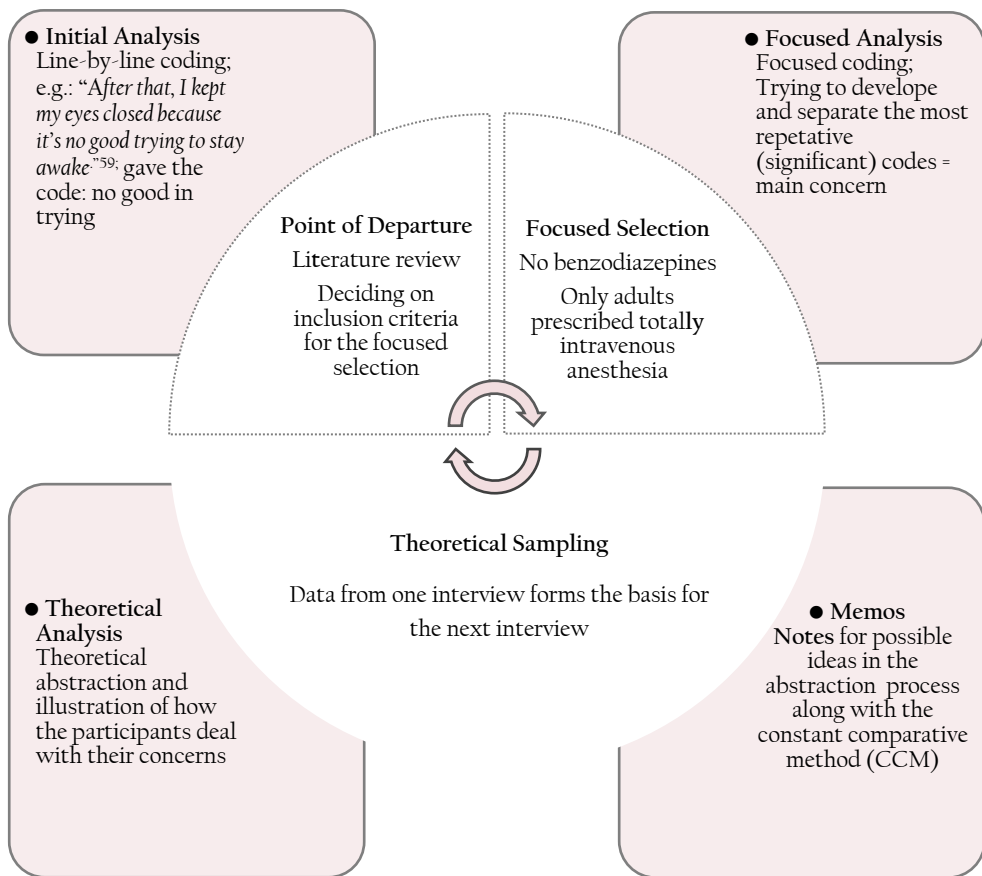 ● Initial Analysis
Line-by-line coding;
e.g.: “After that, I kept
my eyes closed because
it’s no good trying to stay
awake.”59; gave the
code: no good in
trying
● Focused Analysis
Focused coding;
Trying to develope
and separate the most
repetative
(significant) codes =
main concern
Point of Departure
Literature review
Deciding on
inclusion criteria
for the focused
selection
Focused Selection
No benzodiazepines
Only adults
prescribed totally
intravenous
anesthesia
Theoretical Sampling
Data from one interview forms the basis for
the next interview
● Theoretical
Analysis
Theoretical
abstraction and
illustration of how
the participants deal
with their concerns
● Memos
Notes for possible
ideas in the
abstraction process
along with the
constant comparative
method (CCM)